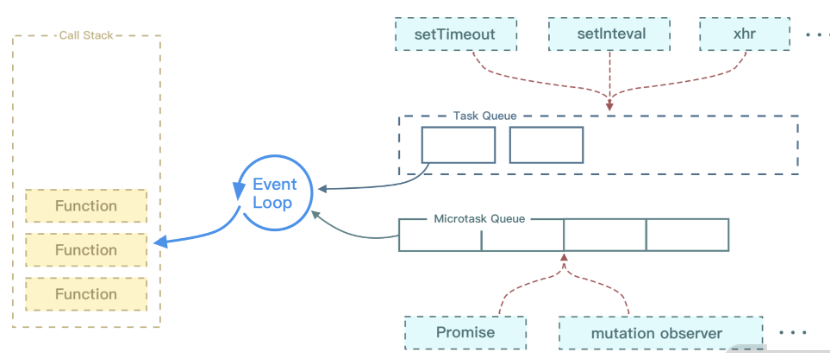 Call Stack
setTimeout
setInteval
xhr
Task Queue
Event
Loop
Function
Microtask Queue
Function
Function
Promise
mutation observer